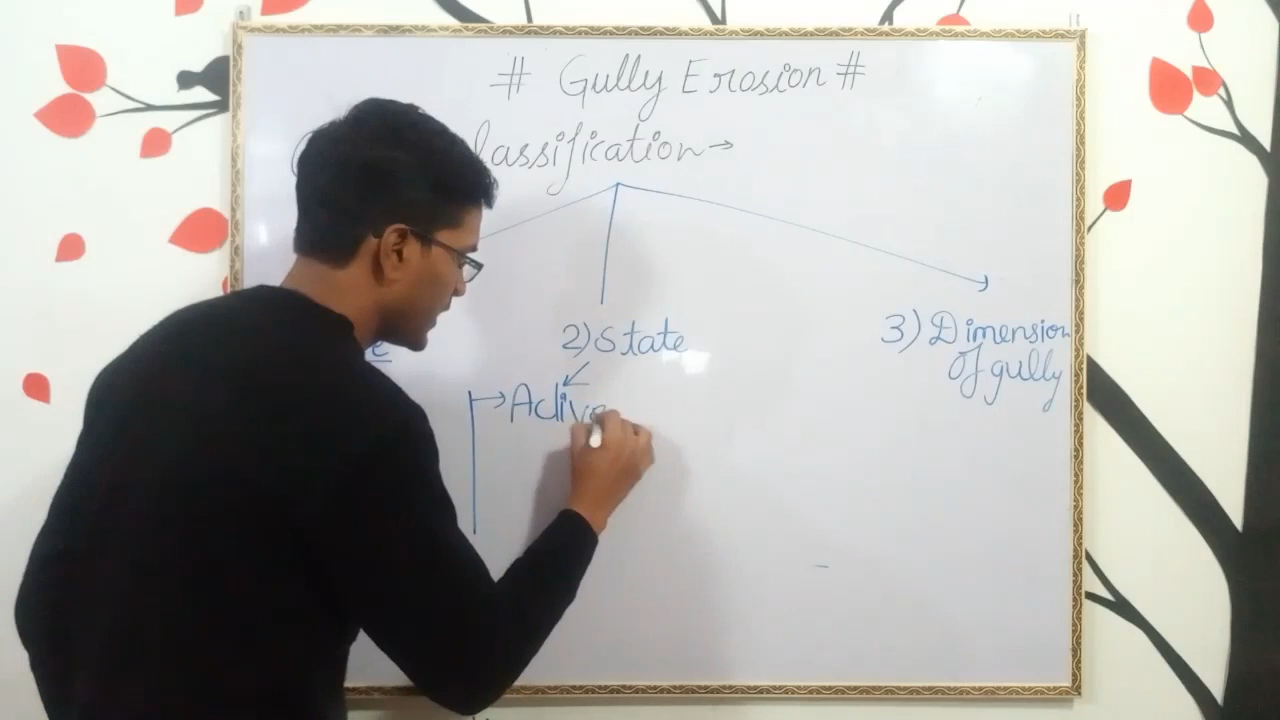 # Gully Erosion #
lassification →
2) State
3) Dimension
of gully
→ Active